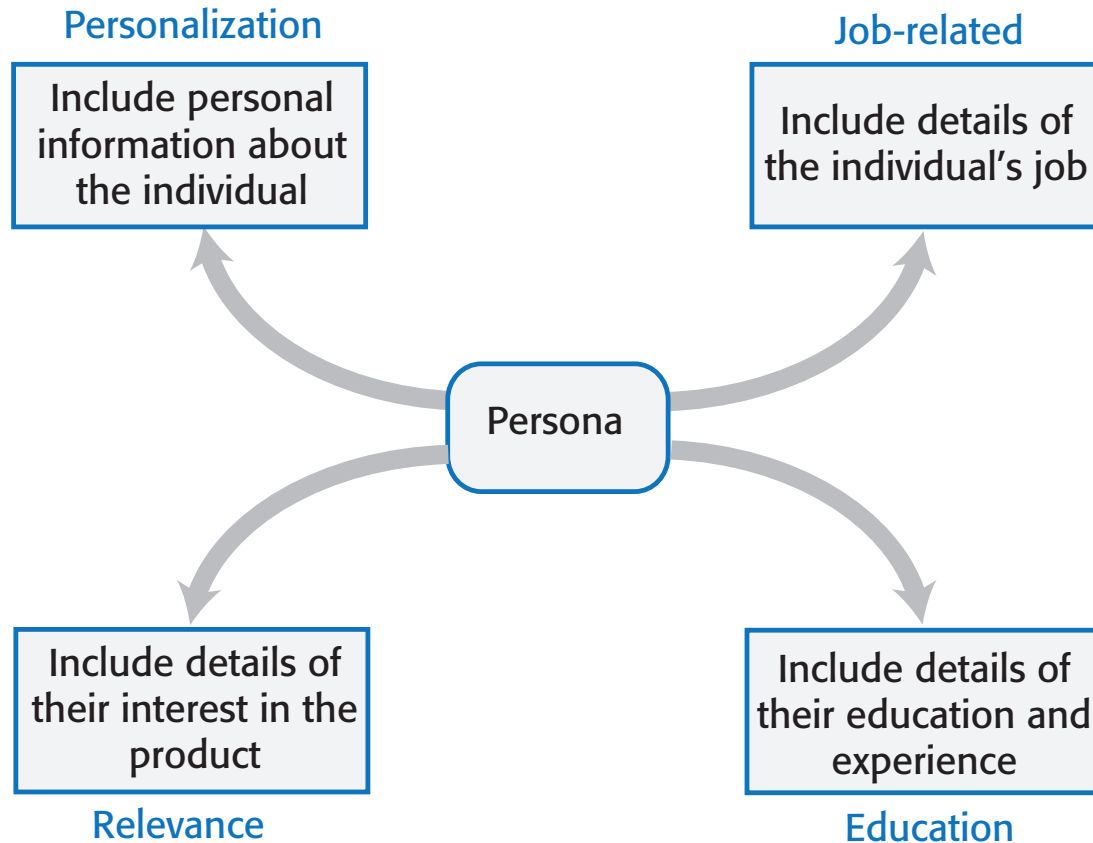 Personalization
Include personal
information about
the individual
Job-related
Include details of
the individual's job
Persona
Include details of
their interest in the
product
Relevance
Include details of
their education and
experience
Education